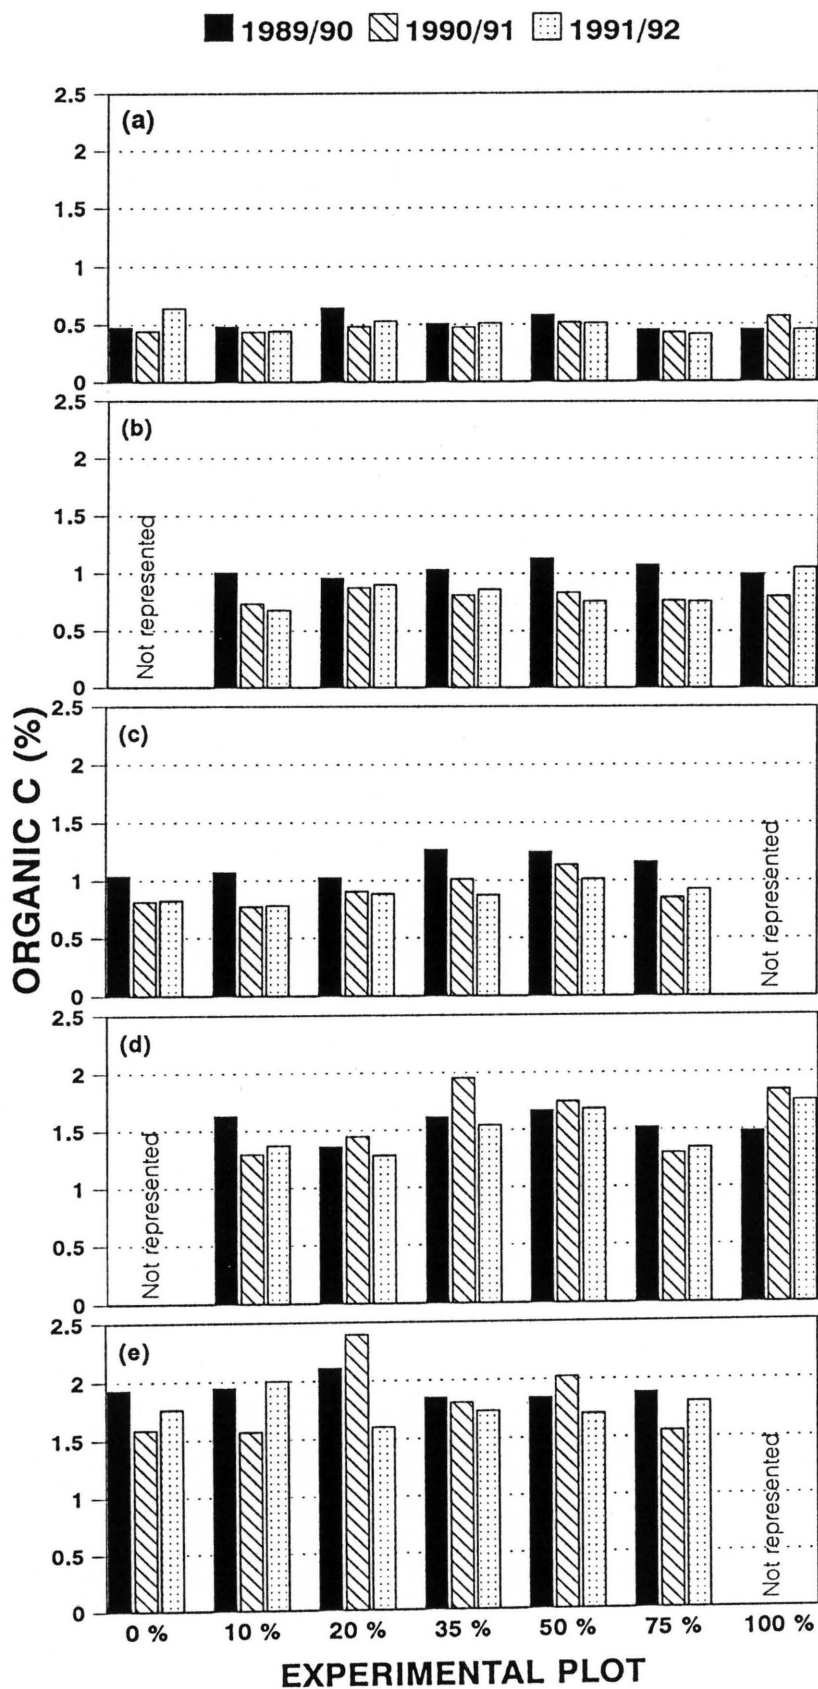 1989/90 1990/91 1991/92
ORGANIC C (%)
(a)
2.5
2
1.5
1
0.5
0
(b)
2.5
2
1.5
1
0.5
0
Not represented
(c)
2.5
2
1.5
1
0.5
0
Not represented
(d)
2.5
2
1.5
1
0.5
0
Not represented
(e)
2.5
2
1.5
1
0.5
0
Not represented
0 % 10 % 20 % 35 % 50 % 75 % 100 %
EXPERIMENTAL PLOT